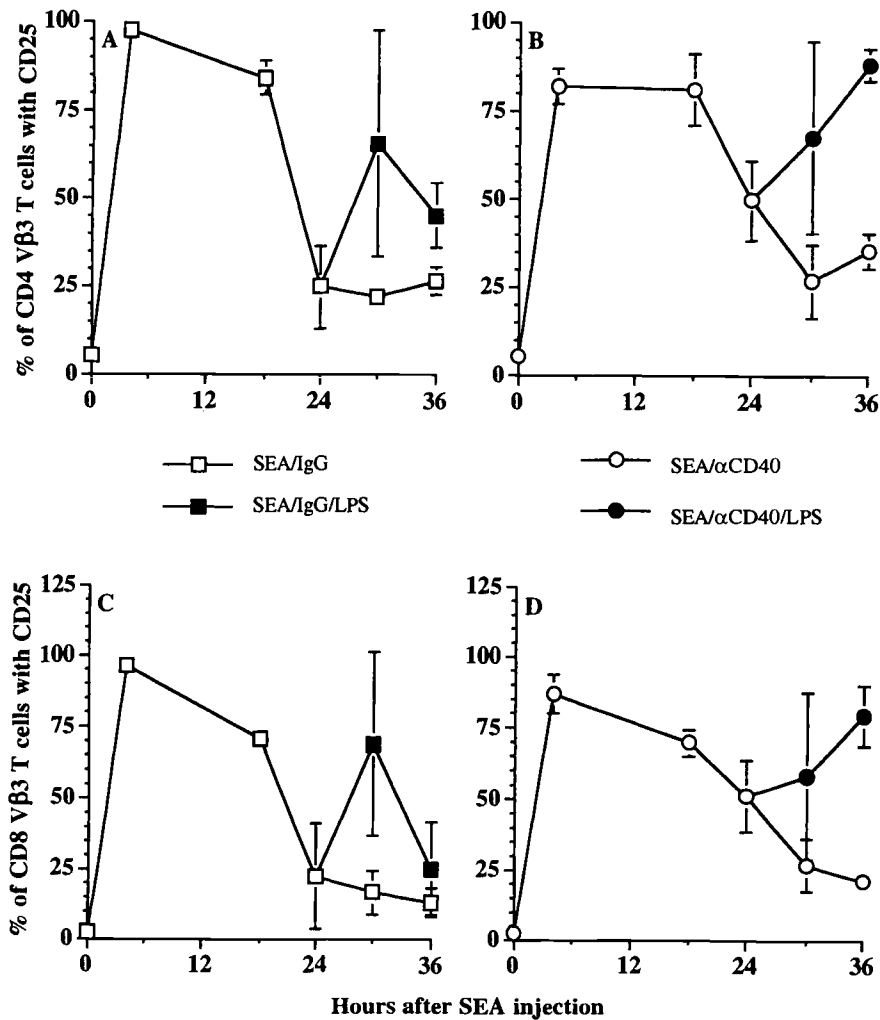 % of CD4 Vβ3 T cells with CD25
100
75
50
25
0
A
0 12 24 36
100
75
50
25
0
B
0 12 24 36
SEA/IgG
SEA/IgG/LPS
SEA/αCD40
SEA/αCD40/LPS
% of CD8 Vβ3 T cells with CD25
125
100
75
50
25
0
C
0 12 24 36
125
100
75
50
25
0
D
0 12 24 36
Hours after SEA injection